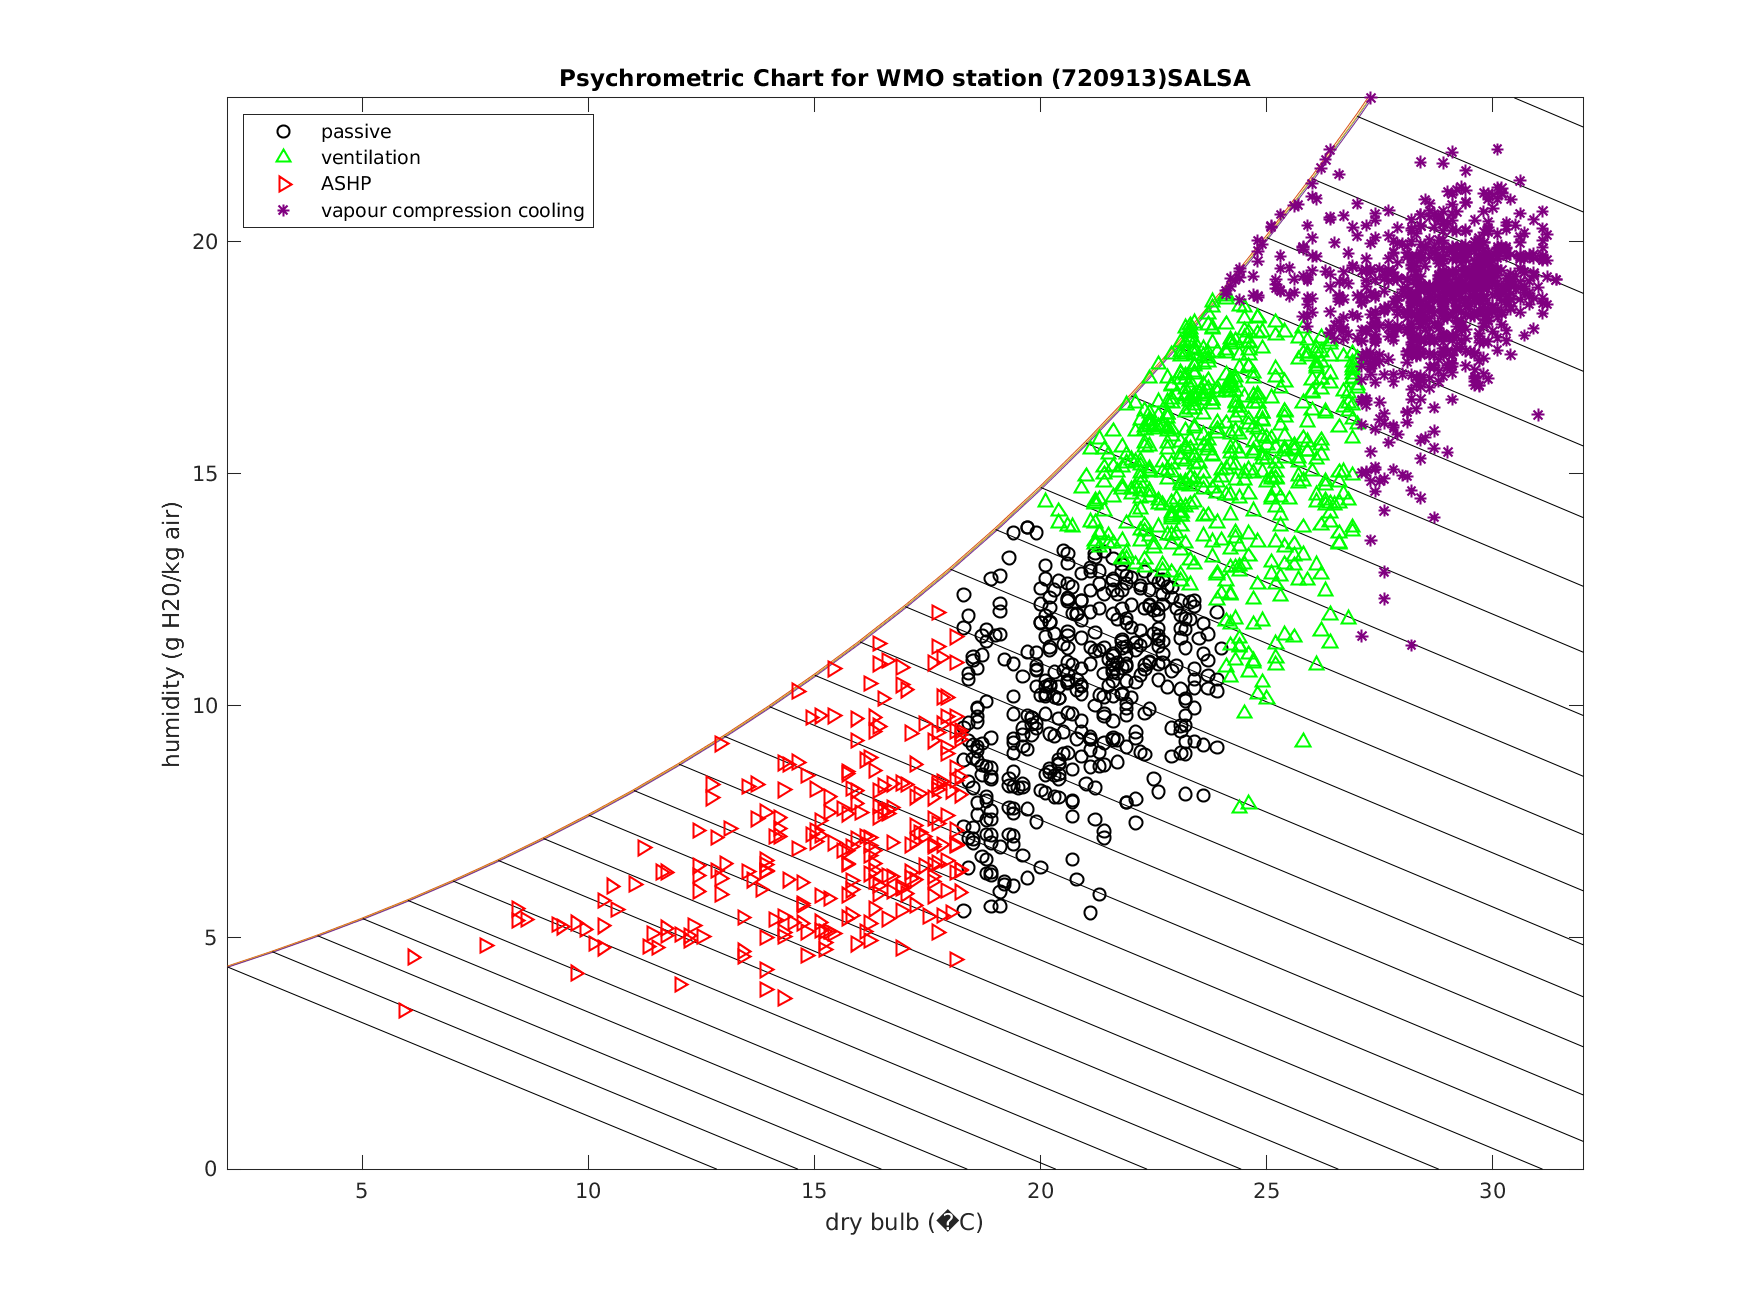 Psychrometric Chart for WMO station (720913)SALSA
passive
ventilation
ASHP
vapour compression cooling
20
15
10
5
0
humidity (g H20/kg air)
5
10
15
20
25
30
dry bulb (�C)